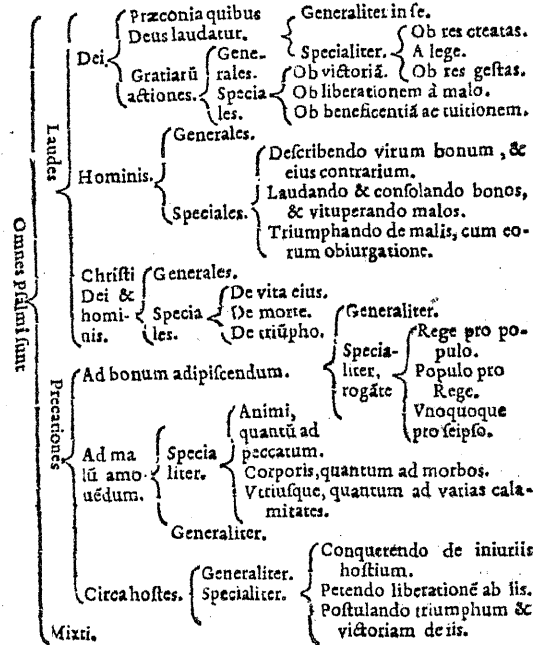 Omnes Psalmi sunt
Laudes
Dei,
Præconia quibus
Deus laudatur.
Generaliter in se.
Specialiter.
Ob res creatas.
A lege.
Ob res gestas.
Gratiarū
actiones.
Gene-
rales.
Specia
les.
Ob victoriā.
Ob liberationem à malo.
Ob beneficentiā ac tuitionem.
Hominis.
Generales.
Speciales.
Describendo virum bonum, &
eius contrarium.
Laudando & consolando bonos,
& vituperando malos.
Triumphando de malis, cum eo-
rum obiurgatione.
Christi
Dei &
homi-
nis.
Generales.
Specia
les.
De vita eius.
De morte.
De triūpho.
Precationes
Ad bonum adipiscendum.
Generaliter.
Specia-
liter,
rogāte
Rege pro po-
pulo.
Populo pro
Rege.
Vnoquoque
pro seipso.
Ad ma
lū amo-
uēdum.
Specia
liter.
Animi,
quantū ad
peccatum.
Corporis, quantum ad morbos.
Vtriusque, quantum ad varias cala-
mitates.
Generaliter.
Circa hostes.
Generaliter.
Specialiter.
Conquerēdo de iniuriis
hostium.
Petendo liberationē ab iis.
Postulando triumphum &
victoriam de iis.
Mixti.